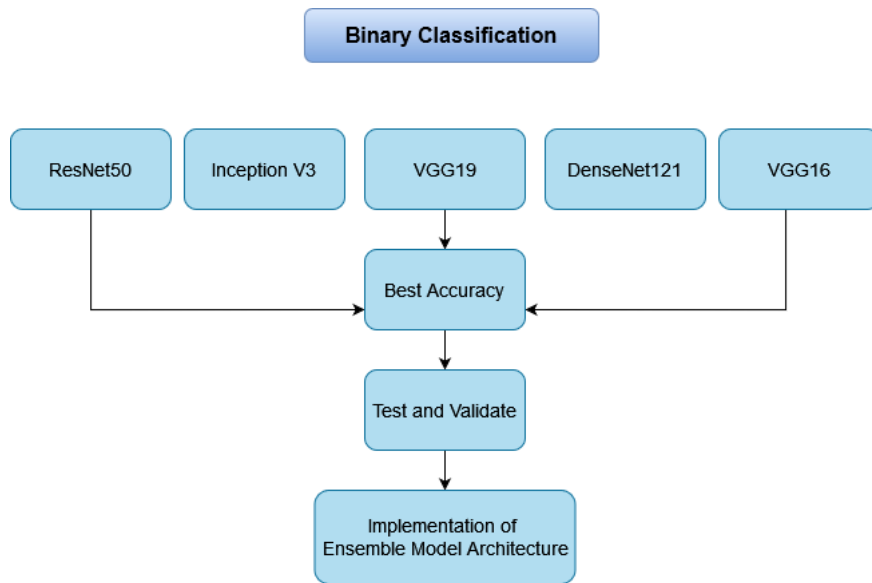 Binary Classification
ResNet50
Inception V3
VGG19
DenseNet121
VGG16
Best Accuracy
Test and Validate
Implementation of
Ensemble Model Architecture